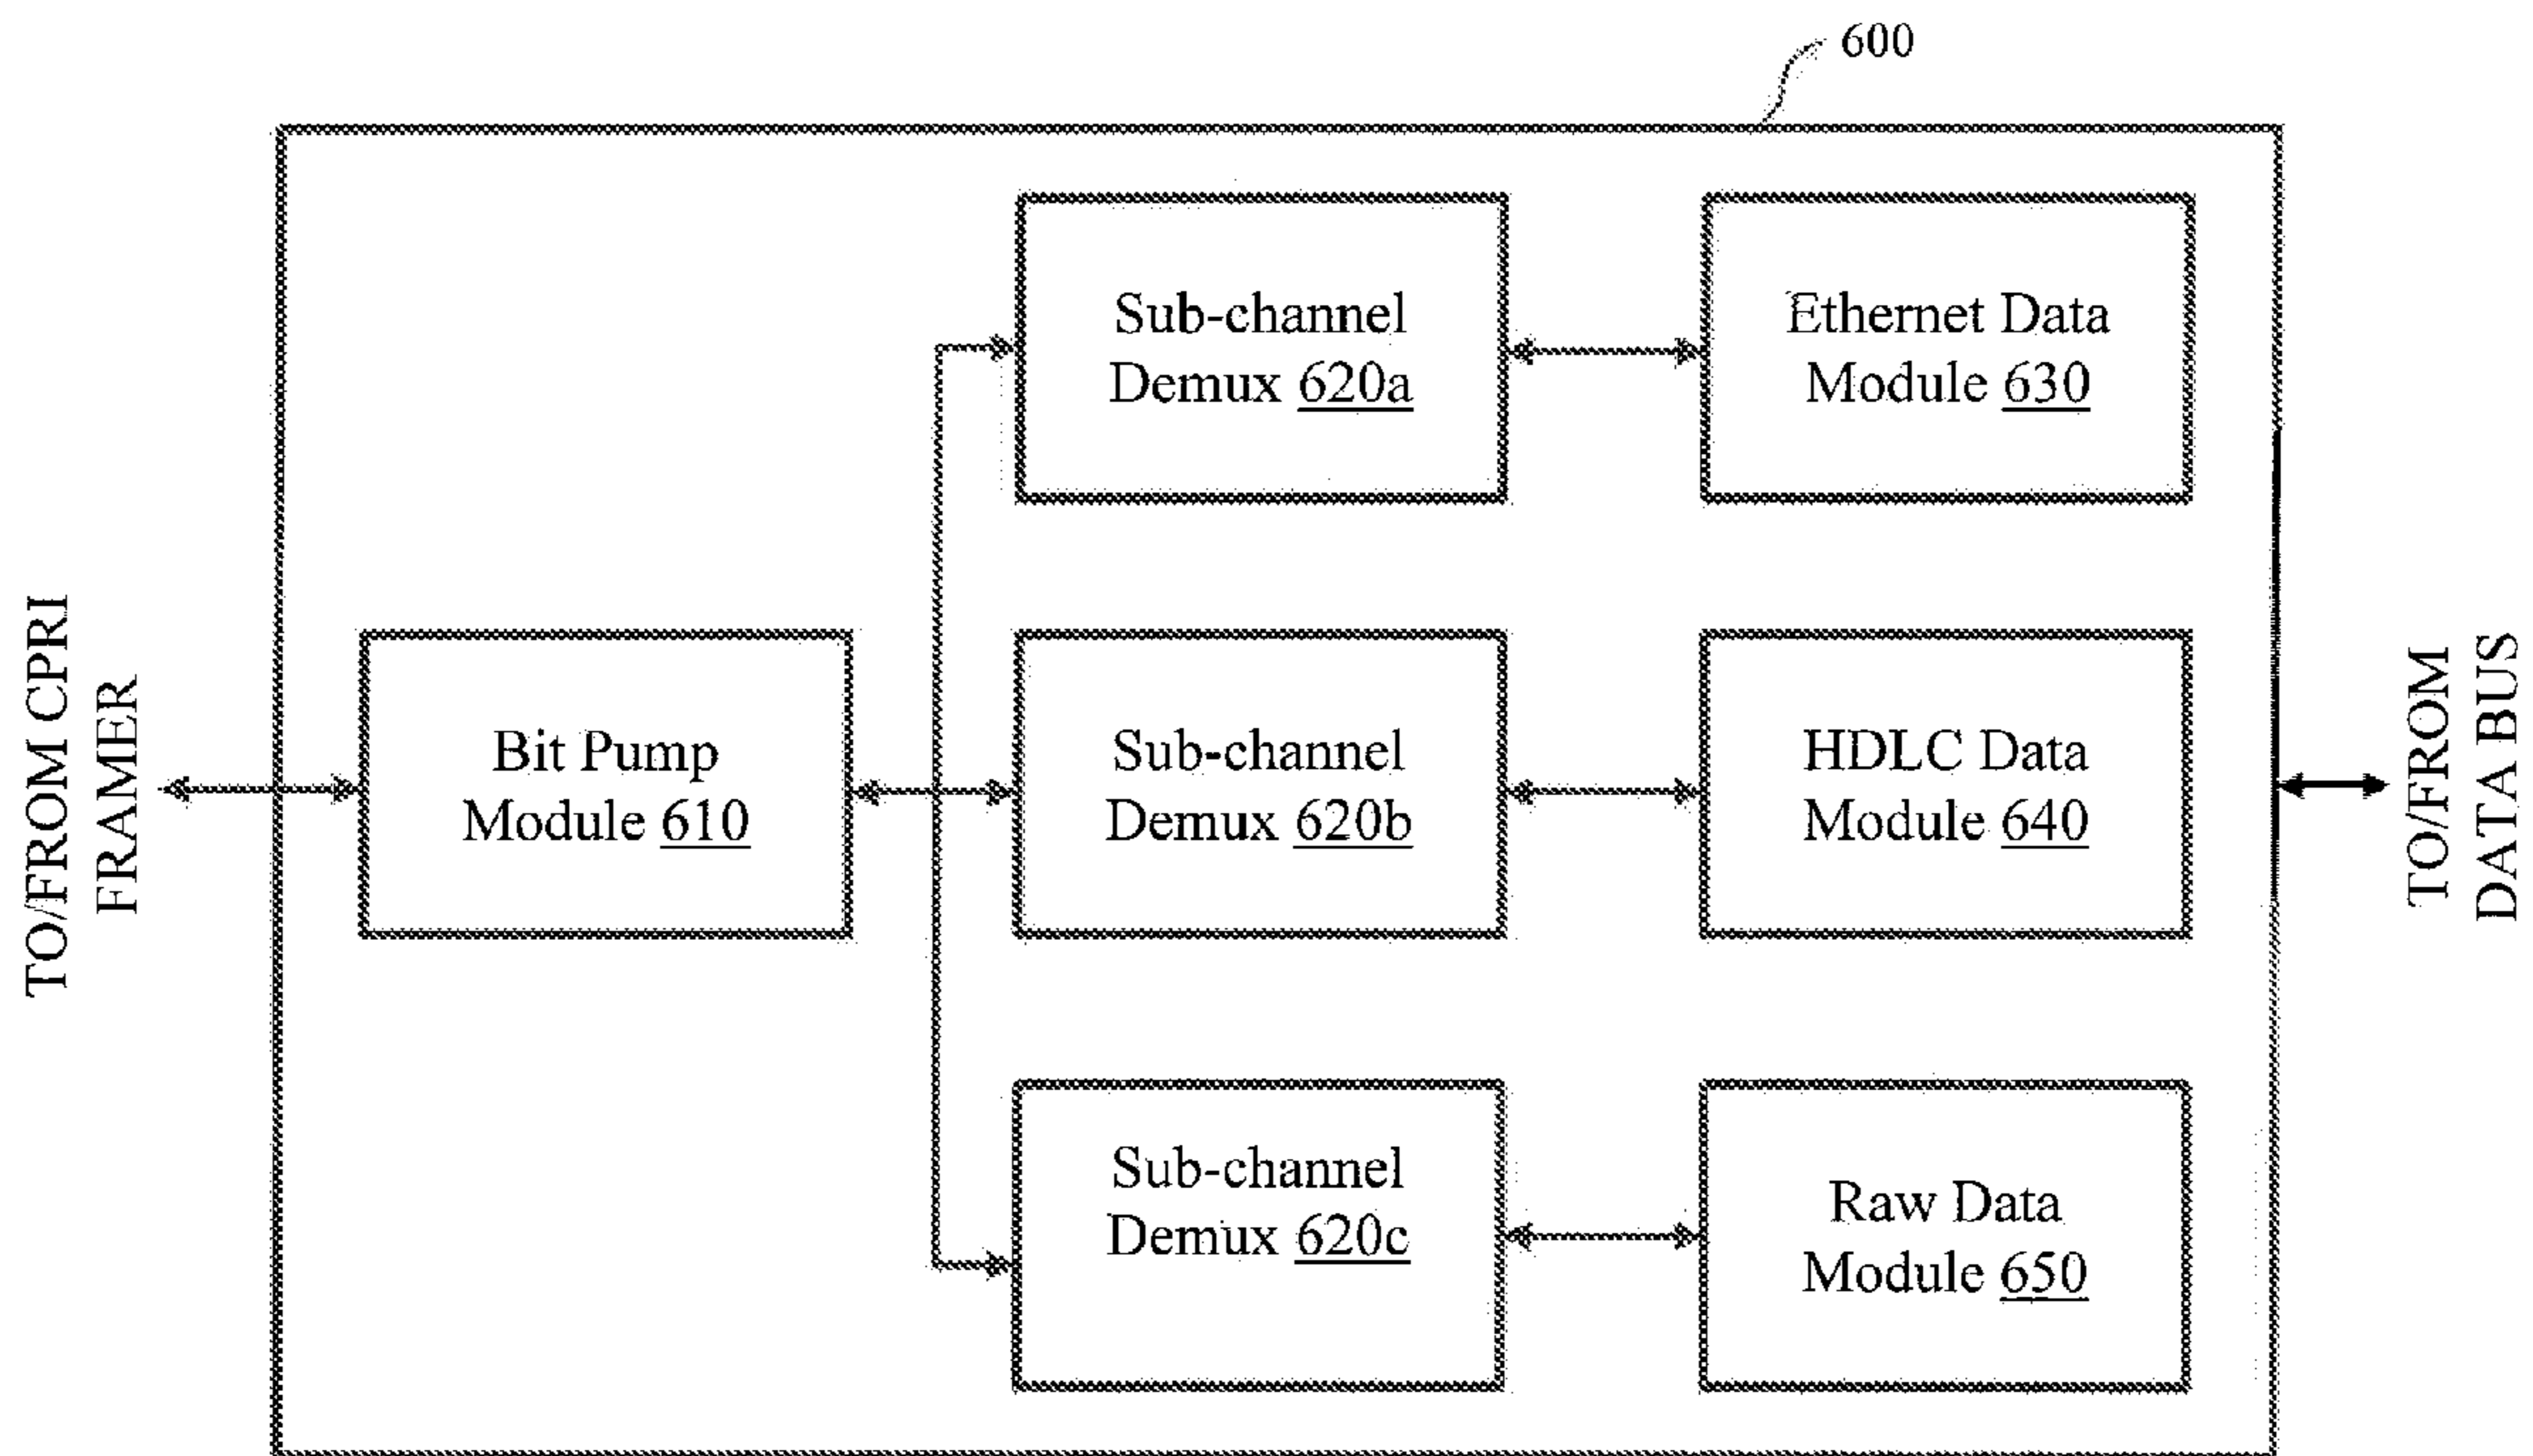 600
Sub-channel
Demux 620a
Ethernet Data
Module 630
TO/FROM CPRI
FRAMER
Bit Pump
Module 610
Sub-channel
Demux 620b
HDLC Data
Module 640
TO/FROM
DATA BUS
Sub-channel
Demux 620c
Raw Data
Module 650